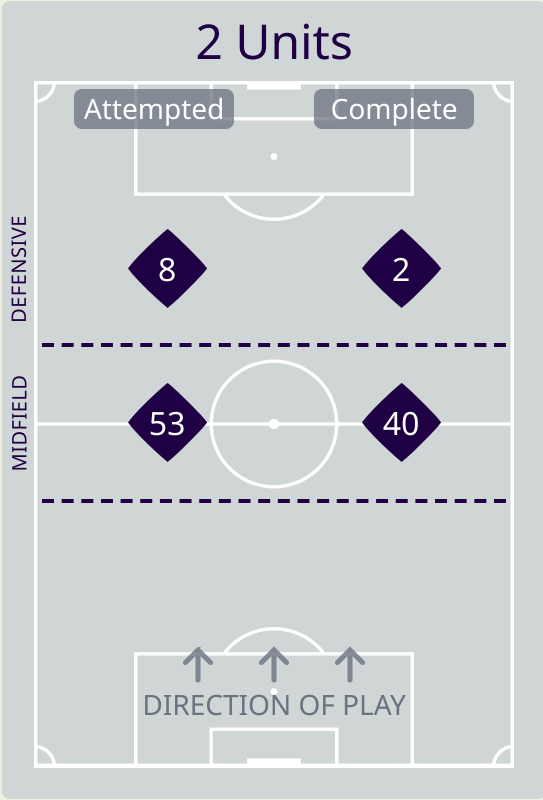 2 Units
Attempted
Complete
DEFENSIVE
8
2
MIDFIELD
53
40
DIRECTION OF PLAY